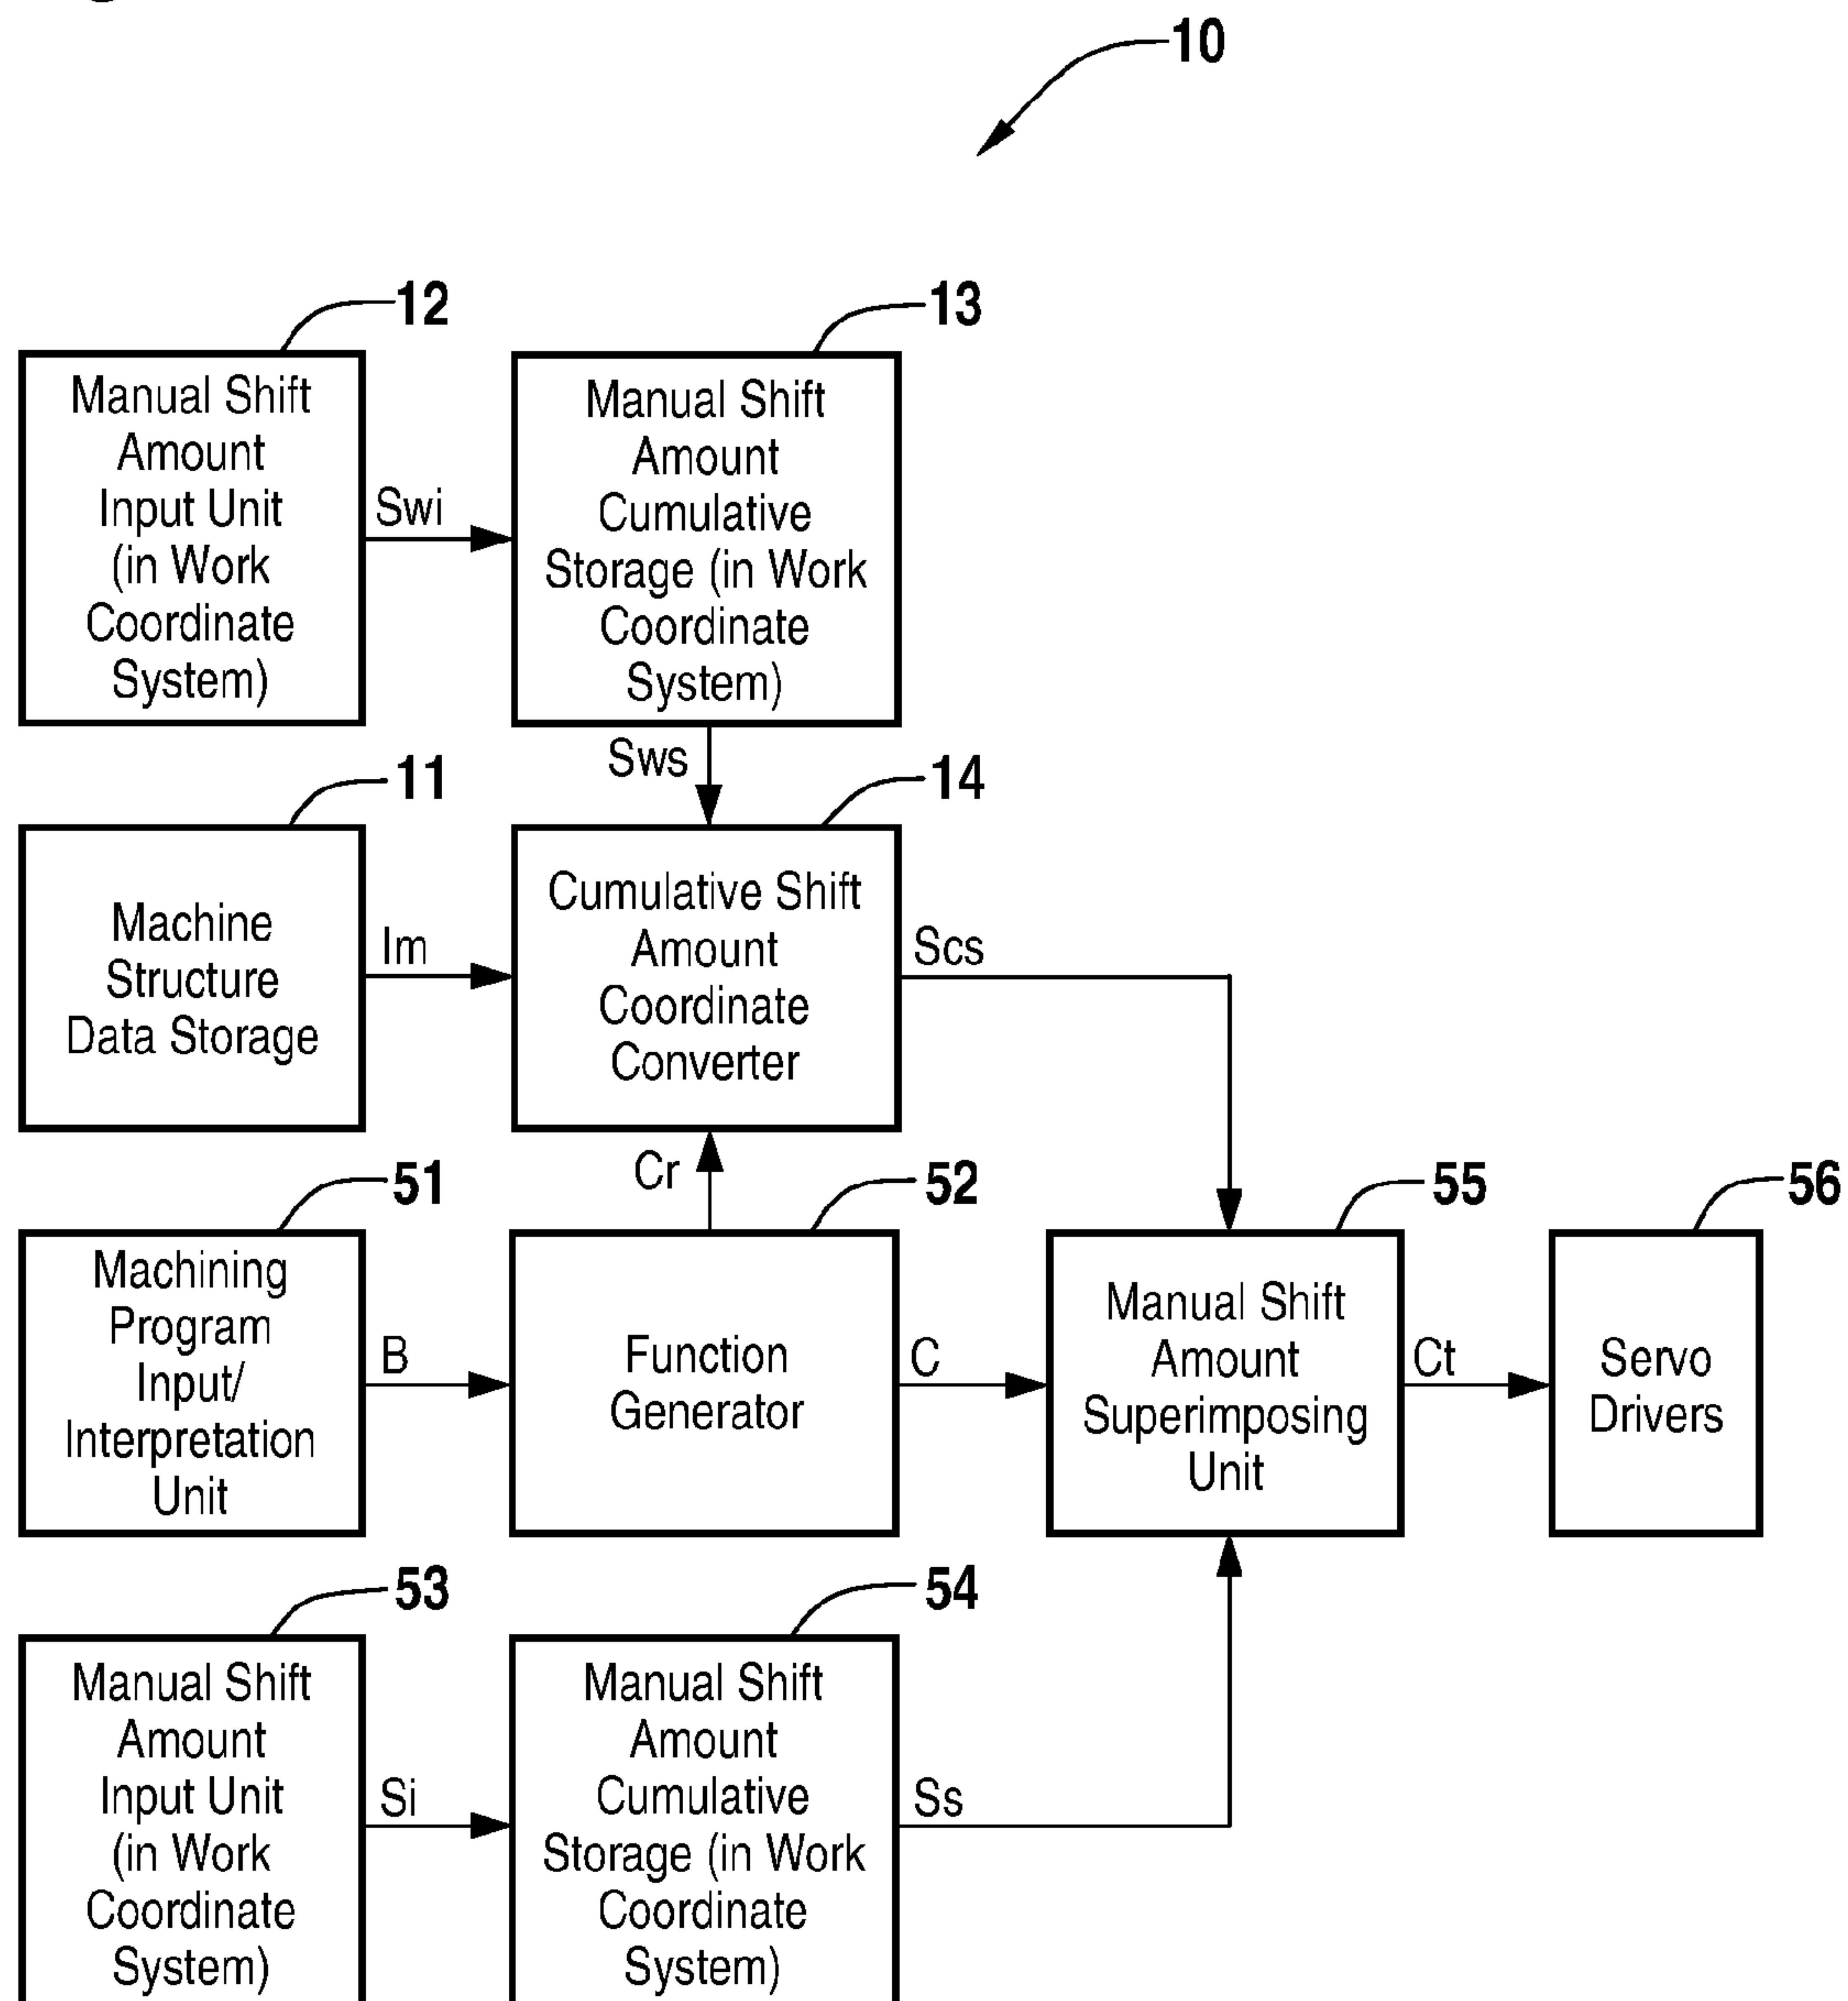 10
12
13
Manual Shift
Amount
Input Unit
(in Work
Coordinate
System)
Swi
Manual Shift
Amount
Cumulative
Storage (in Work
Coordinate
System)
Sws
11
14
Machine
Structure
Data Storage
Im
Cumulative Shift
Amount
Coordinate
Converter
Scs
Cr
51
52
55
56
Machining
Program
Input/
Interpretation
Unit
B
Function
Generator
C
Manual Shift
Amount
Superimposing
Unit
Ct
Servo
Drivers
53
54
Manual Shift
Amount
Input Unit
(in Work
Coordinate
System)
Si
Manual Shift
Amount
Cumulative
Storage (in Work
Coordinate
System)
Ss